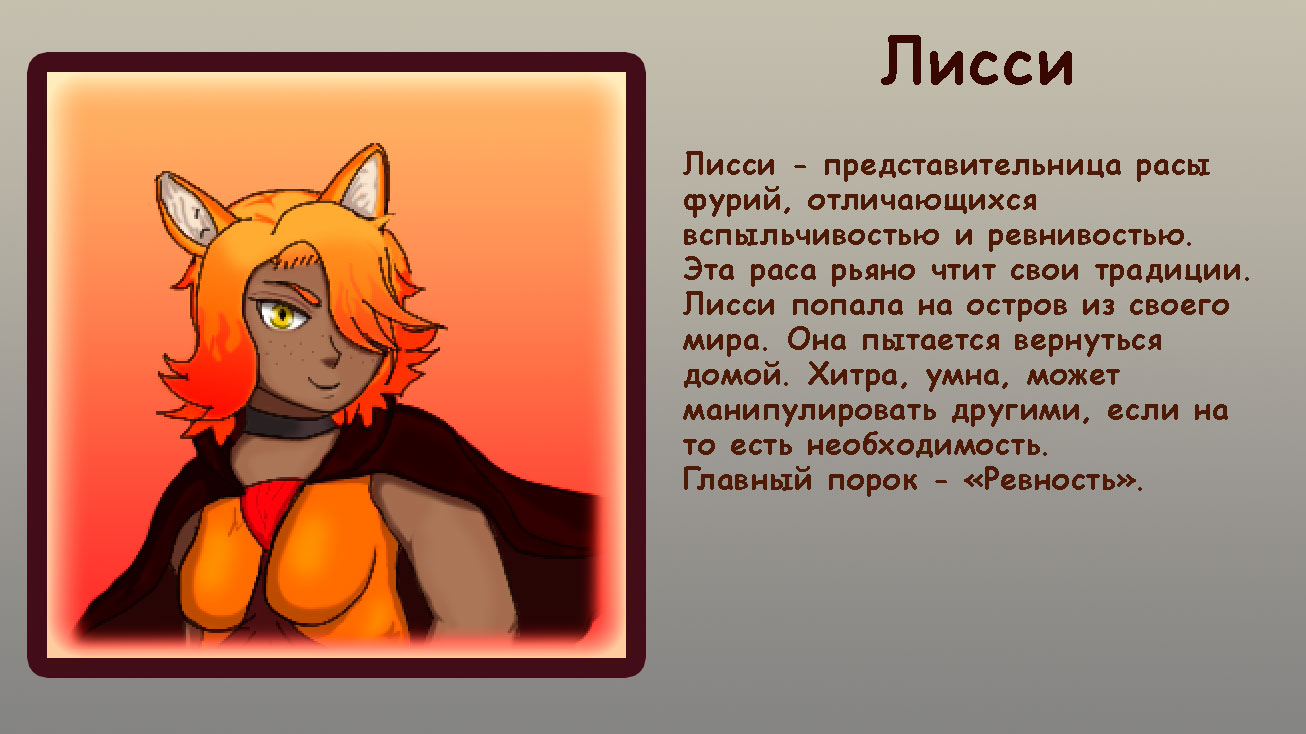 Лисси
Лисси - представительница расы
фурий, отличающихся
вспыльчивостью и ревнивостью.
Эта раса рьяно чтит свои традиции.
Лисси попала на остров из своего
мира. Она пытается вернуться
домой. Хитра, умна, может
манипулировать другими, если на
то есть необходимость.
Главный порок - «Ревность».